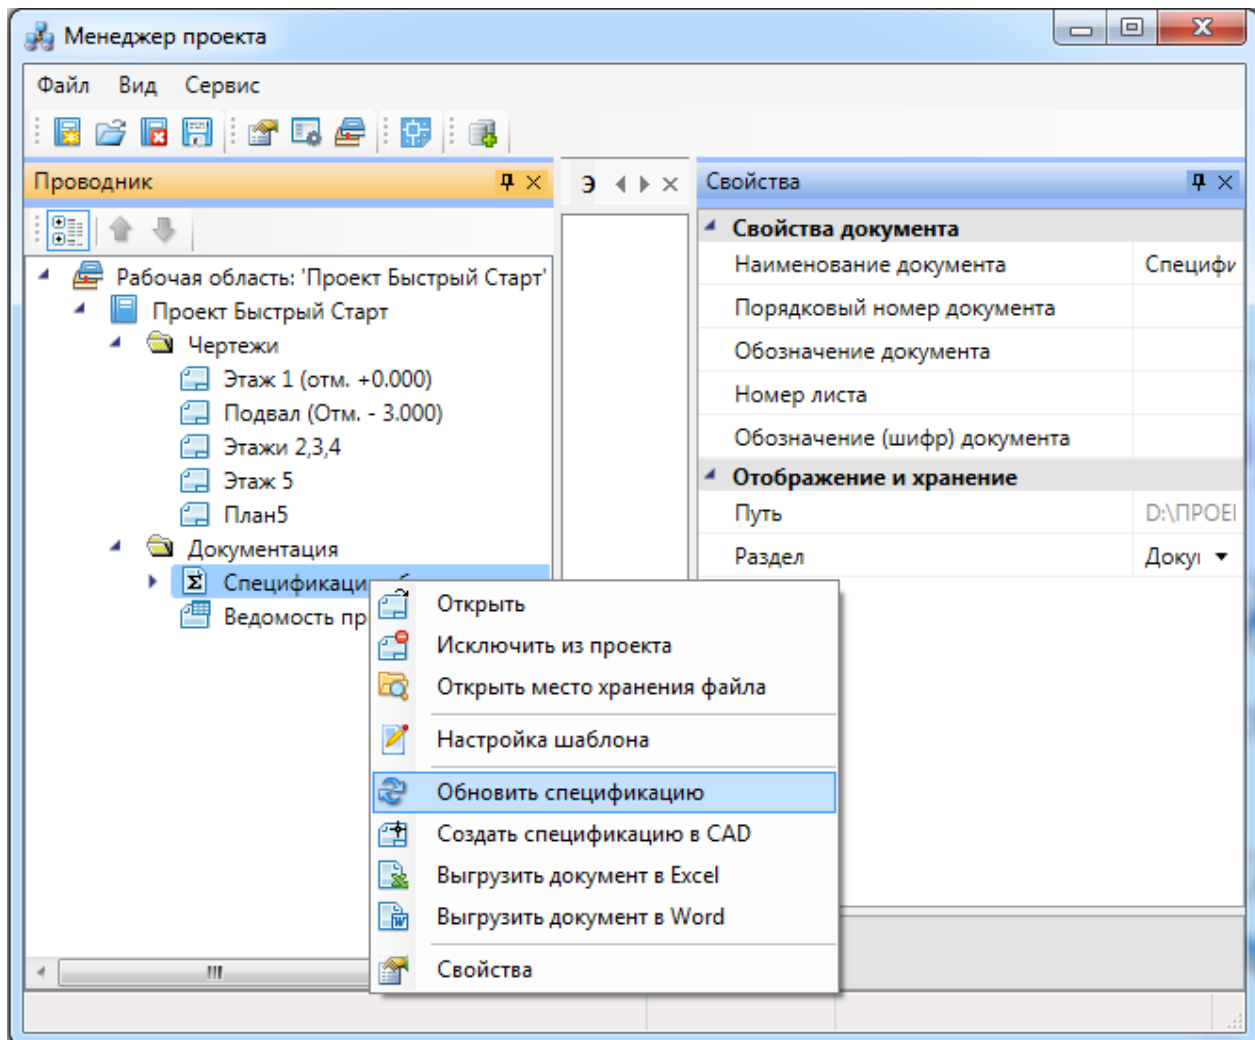 Менеджер проекта
Файл Вид Сервис
Проводник
Э
Свойства
Рабочая область: 'Проект Быстрый Старт'
Проект Быстрый Старт
Чертежи
Этаж 1 (отм. +0.000)
Подвал (Отм. - 3.000)
Этажи 2,3,4
Этаж 5
План5
Документация
Спецификаци
Ведомость пр
Свойства документа
Наименование документа Специфи
Порядковый номер документа
Обозначение документа
Номер листа
Обозначение (шифр) документа
Отображение и хранение
Путь D:\ПРОЕ
Раздел Доку
Открыть
Исключить из проекта
Открыть место хранения файла
Настройка шаблона
Обновить спецификацию
Создать спецификацию в CAD
Выгрузить документ в Excel
Выгрузить документ в Word
Свойства